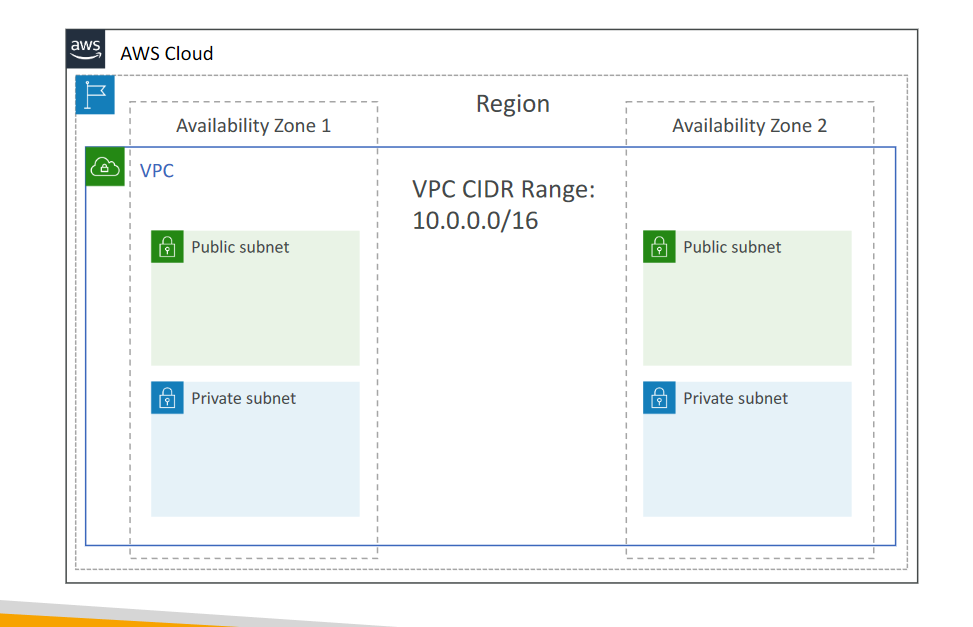 aws
AWS Cloud
Region
Availability Zone 1
Availability Zone 2
VPC
VPC CIDR Range:
10.0.0.0/16
Public subnet
Public subnet
Private subnet
Private subnet